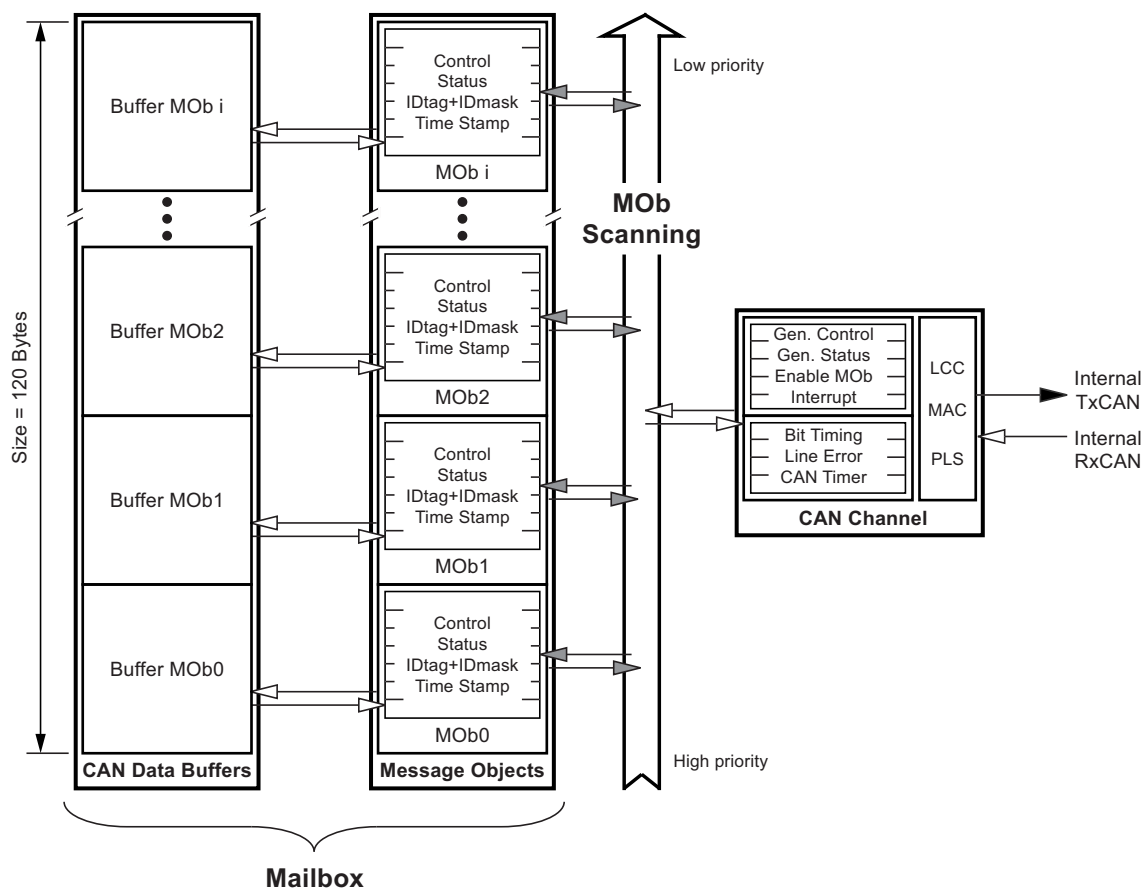 Size = 120 Bytes
Buffer MOb i
Buffer MOb2
Buffer MOb1
Buffer MOb0
CAN Data Buffers
Control
Status
IDtag+IDmask
Time Stamp
MOb i
Control
Status
IDtag+IDmask
Time Stamp
MOb2
Control
Status
IDtag+IDmask
Time Stamp
MOb1
Control
Status
IDtag+IDmask
Time Stamp
MOb0
Message Objects
Mailbox
Low priority
MOb
Scanning
High priority
Gen. Control
Gen. Status
Enable MOb
Interrupt
Bit Timing
Line Error
CAN Timer
LCC
MAC
PLS
CAN Channel
Internal
TxCAN
Internal
RxCAN